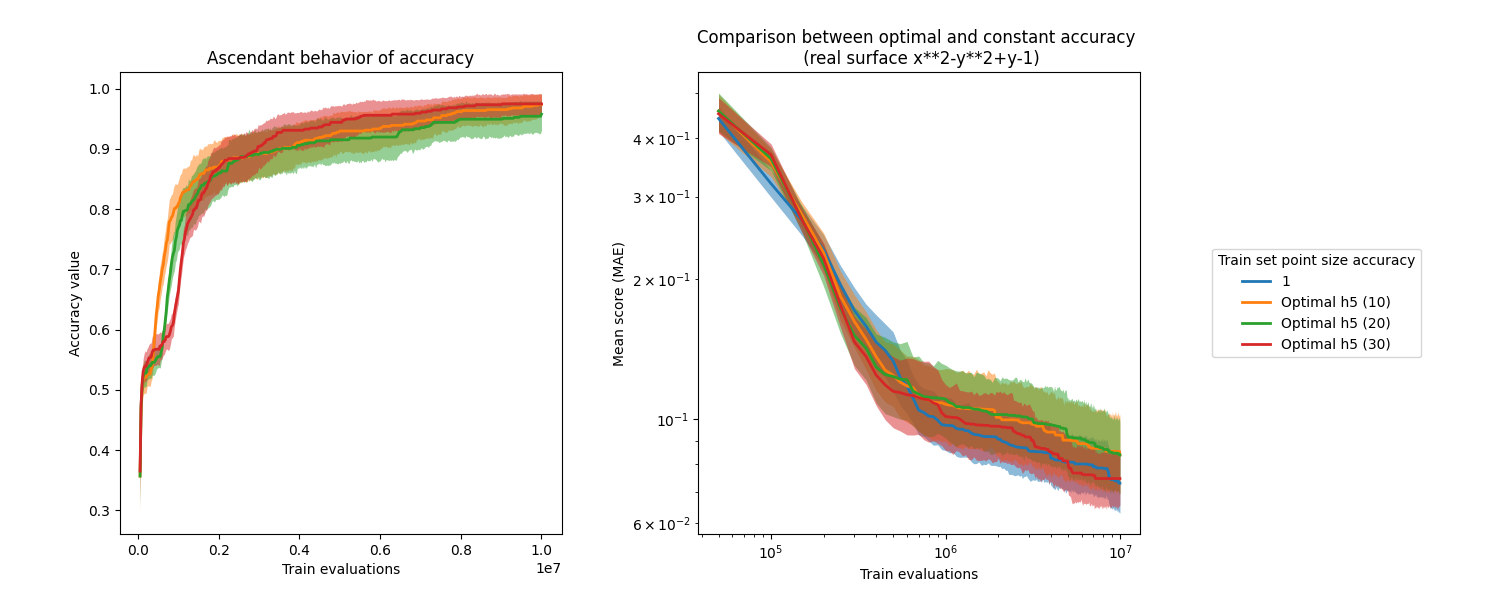 Ascendant behavior of accuracy
1.0
0.9
0.8
0.7
0.6
0.5
0.4
0.3
Accuracy value
0.0 0.2 0.4 0.6 0.8 1.0
1e7
Train evaluations
Comparison between optimal and constant accuracy
(real surface x**2-y**2+y-1)
4 × 10⁻¹
3 × 10⁻¹
2 × 10⁻¹
10⁻¹
6 × 10⁻²
Mean score (MAE)
10⁵ 10⁶ 10⁷
Train evaluations
Train set point size accuracy
1
Optimal h5 (10)
Optimal h5 (20)
Optimal h5 (30)